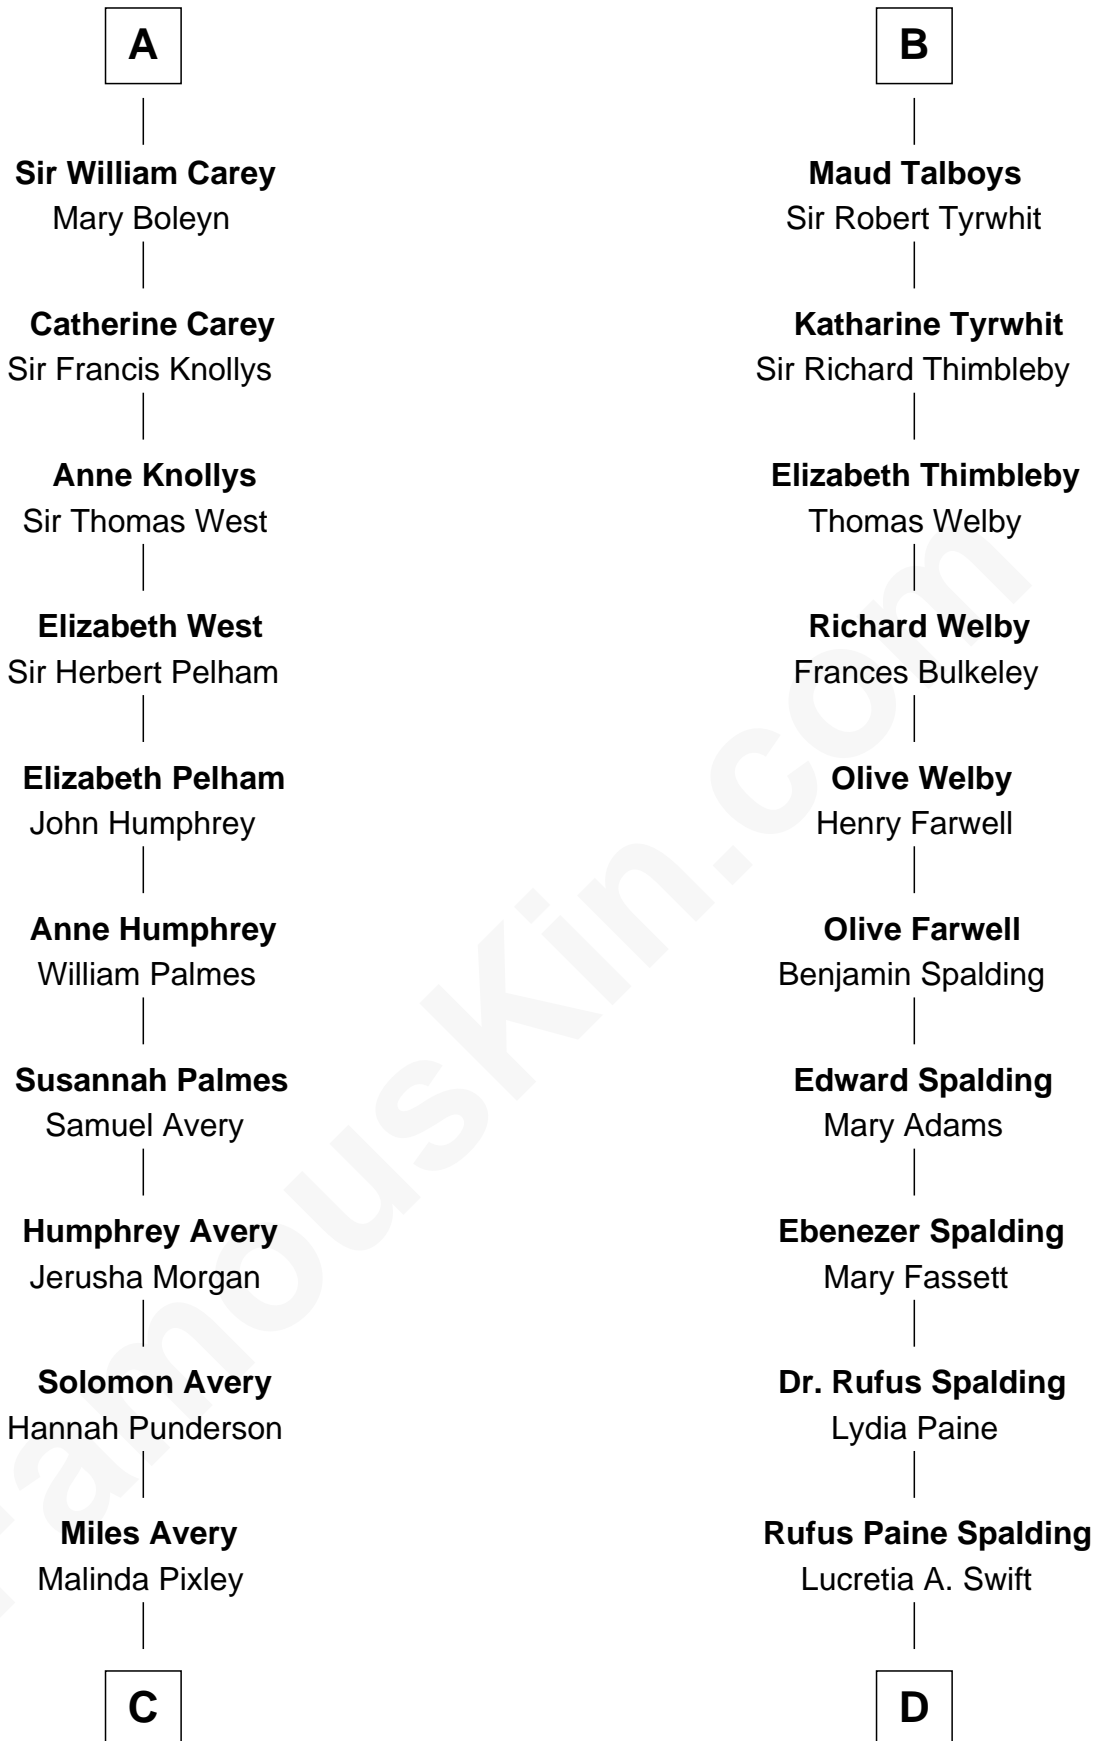 A
Sir William Carey
Mary Boleyn
Catherine Carey
Sir Francis Knollys
Anne Knollys
Sir Thomas West
Elizabeth West
Sir Herbert Pelham
Elizabeth Pelham
John Humphrey
Anne Humphrey
William Palmes
Susannah Palmes
Samuel Avery
Humphrey Avery
Jerusha Morgan
Solomon Avery
Hannah Punderson
Miles Avery
Malinda Pixley
C
B
Maud Talboys
Sir Robert Tyrwhit
Katharine Tyrwhit
Sir Richard Thimbleby
Elizabeth Thimbleby
Thomas Welby
Richard Welby
Frances Bulkeley
Olive Welby
Henry Farwell
Olive Farwell
Benjamin Spalding
Edward Spalding
Mary Adams
Ebenezer Spalding
Mary Fassett
Dr. Rufus Spalding
Lydia Paine
Rufus Paine Spalding
Lucretia A. Swift
D
FamousKin.com